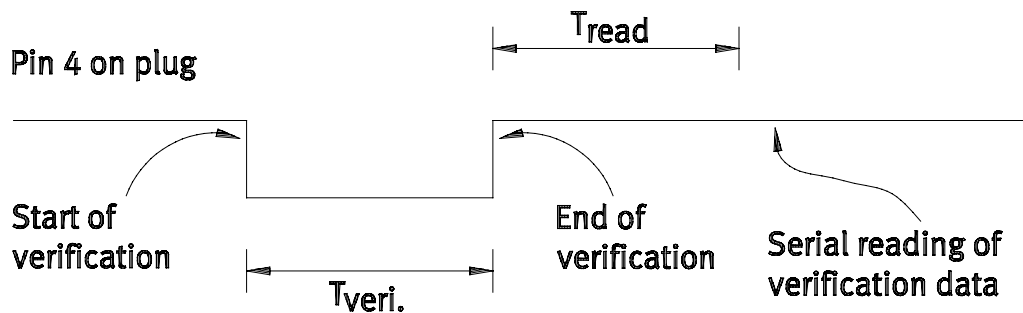 Tread
Pin 4 on plug
Start of
verification
End of
verification
Serial reading of
verification data
Tveri.